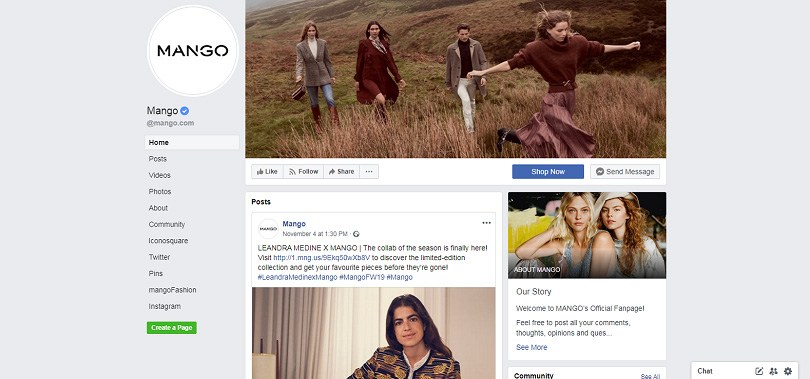 MANGO
Mango
@mango.com
Home
Posts
Videos
Photos
About
Community
Iconosquare
Twitter
Pins
mangoFashion
Instagram
Create a Page
Like
Follow
Share
Shop Now
Send Message
Posts
MANGO
Mango
November 4 at 1:30 PM ·
LEANDRA MEDINE X MANGO | The collab of the season is finally here!
Visit http://1.mng.us/9Ekq50wXb8V to discover the limited-edition
collection and get your favourite pieces before they're gone!
#LeandraMedinexMango #MangoFW19 #Mango
ABOUT MANGO
Our Story
Welcome to MANGO's Official Fanpage!
Feel free to post all your comments,
thoughts, opinions and ques...
See More
Community
See All
Chat